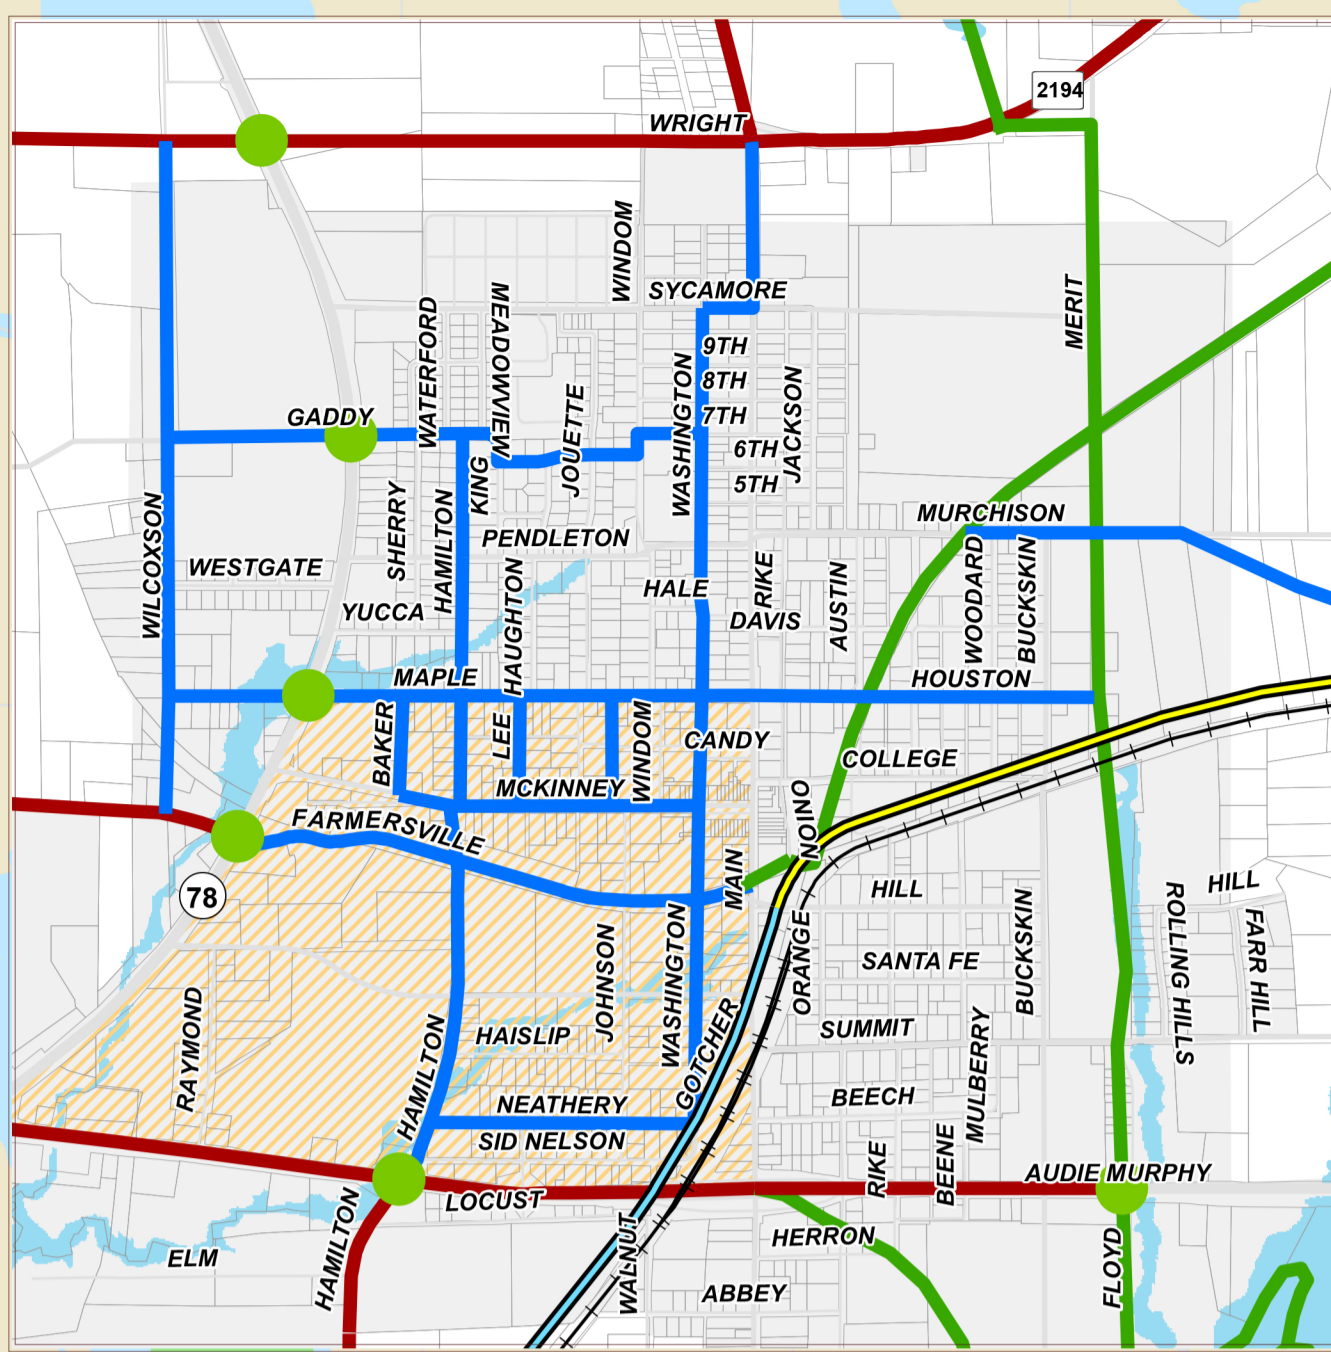 2194
WRIGHT
WINDOM
SYCAMORE
MERIT
WATERFORD
MEADOWVIEW
9TH
8TH
7TH
WASHINGTON
JACKSON
GADDY
JOUETTE
6TH
5TH
KING
SHERRY
HAMILTON
WILCOXSON
MURCHISON
PENDLETON
WESTGATE
HALE
RIKE
AUSTIN
WOODARD
BUCKSKIN
YUCCA
HAUGHTON
DAVIS
MAPLE
HOUSTON
BAKER
LEE
WINDOM
CANDY
COLLEGE
MCKINNEY
UNION
FARMERSVILLE
78
MAIN
HILL
HILL
ROLLING HILLS
FARR HILL
JOHNSON
WASHINGTON
ORANGE
SANTA FE
BUCKSKIN
RAYMOND
HAMILTON
HAISLIP
GOTCHER
SUMMIT
MULBERRY
NEATHERY
BEECH
SID NELSON
RIKE
BEENE
AUDIE MURPHY
LOCUST
HAMILTON
WALNUT
HERRON
FLOYD
ELM
ABBEY